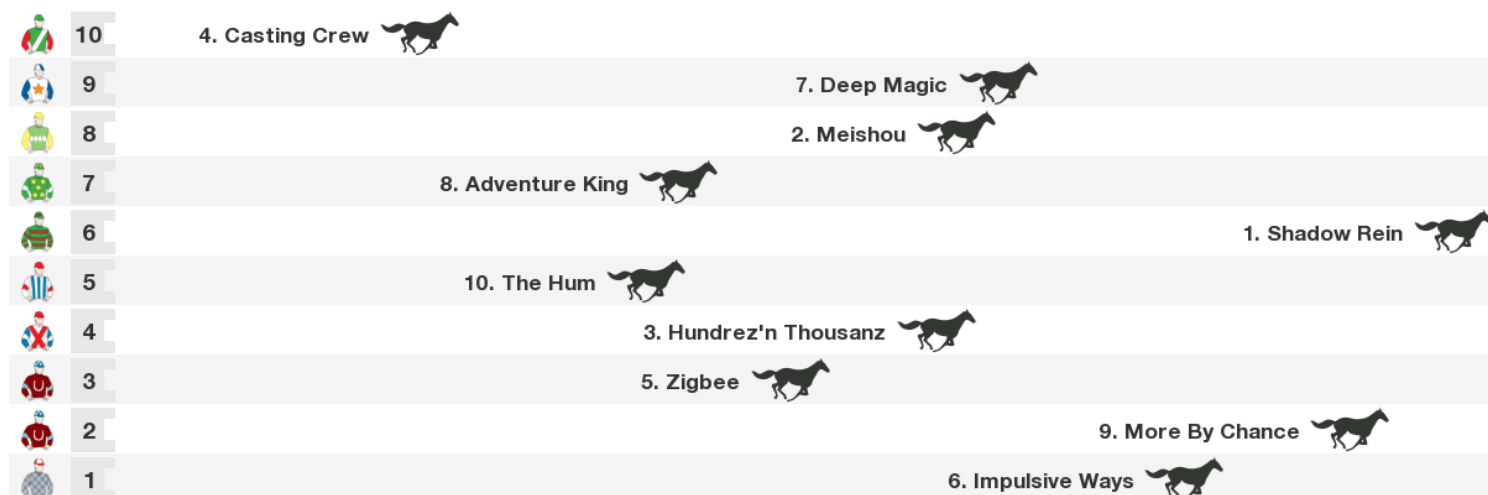 10 4. Casting Crew
9 7. Deep Magic
8 2. Meishou
7 8. Adventure King
6 1. Shadow Rein
5 10. The Hum
4 3. Hundrez'n Thousanz
3 5. Zigbee
2 9. More By Chance
1 6. Impulsive Ways